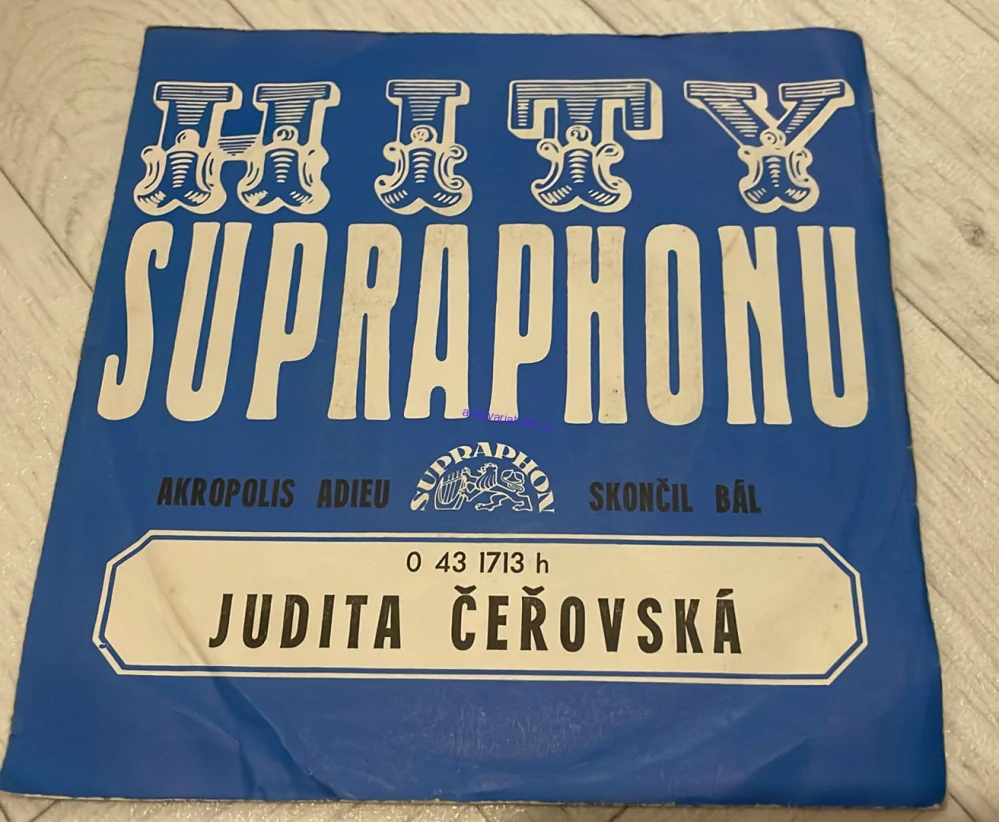 HITY
SUPRAPHONU
AKROPOLIS ADIEU
SUPRAPHON
SKONČIL BÁL
0 43 1713 h
JUDITA ČEŘOVSKÁ